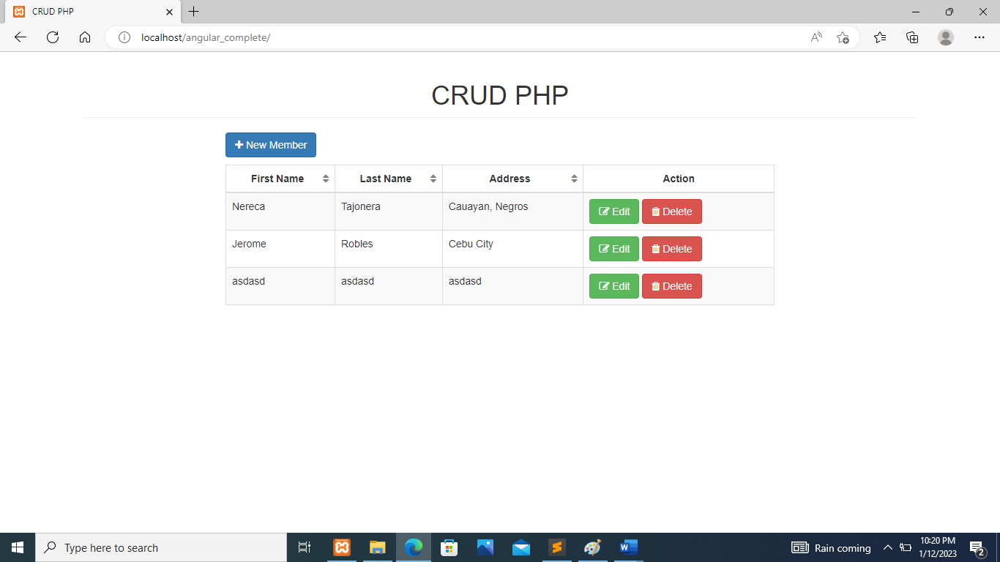 CRUD PHP
localhost/angular_complete/
CRUD PHP
New Member
First Name Last Name Address Action
Nereca Tajonera Cauayan, Negros Edit Delete
Jerome Robles Cebu City Edit Delete
asdasd asdasd asdasd Edit Delete
Type here to search
Rain coming
10:20 PM
1/12/2023
2